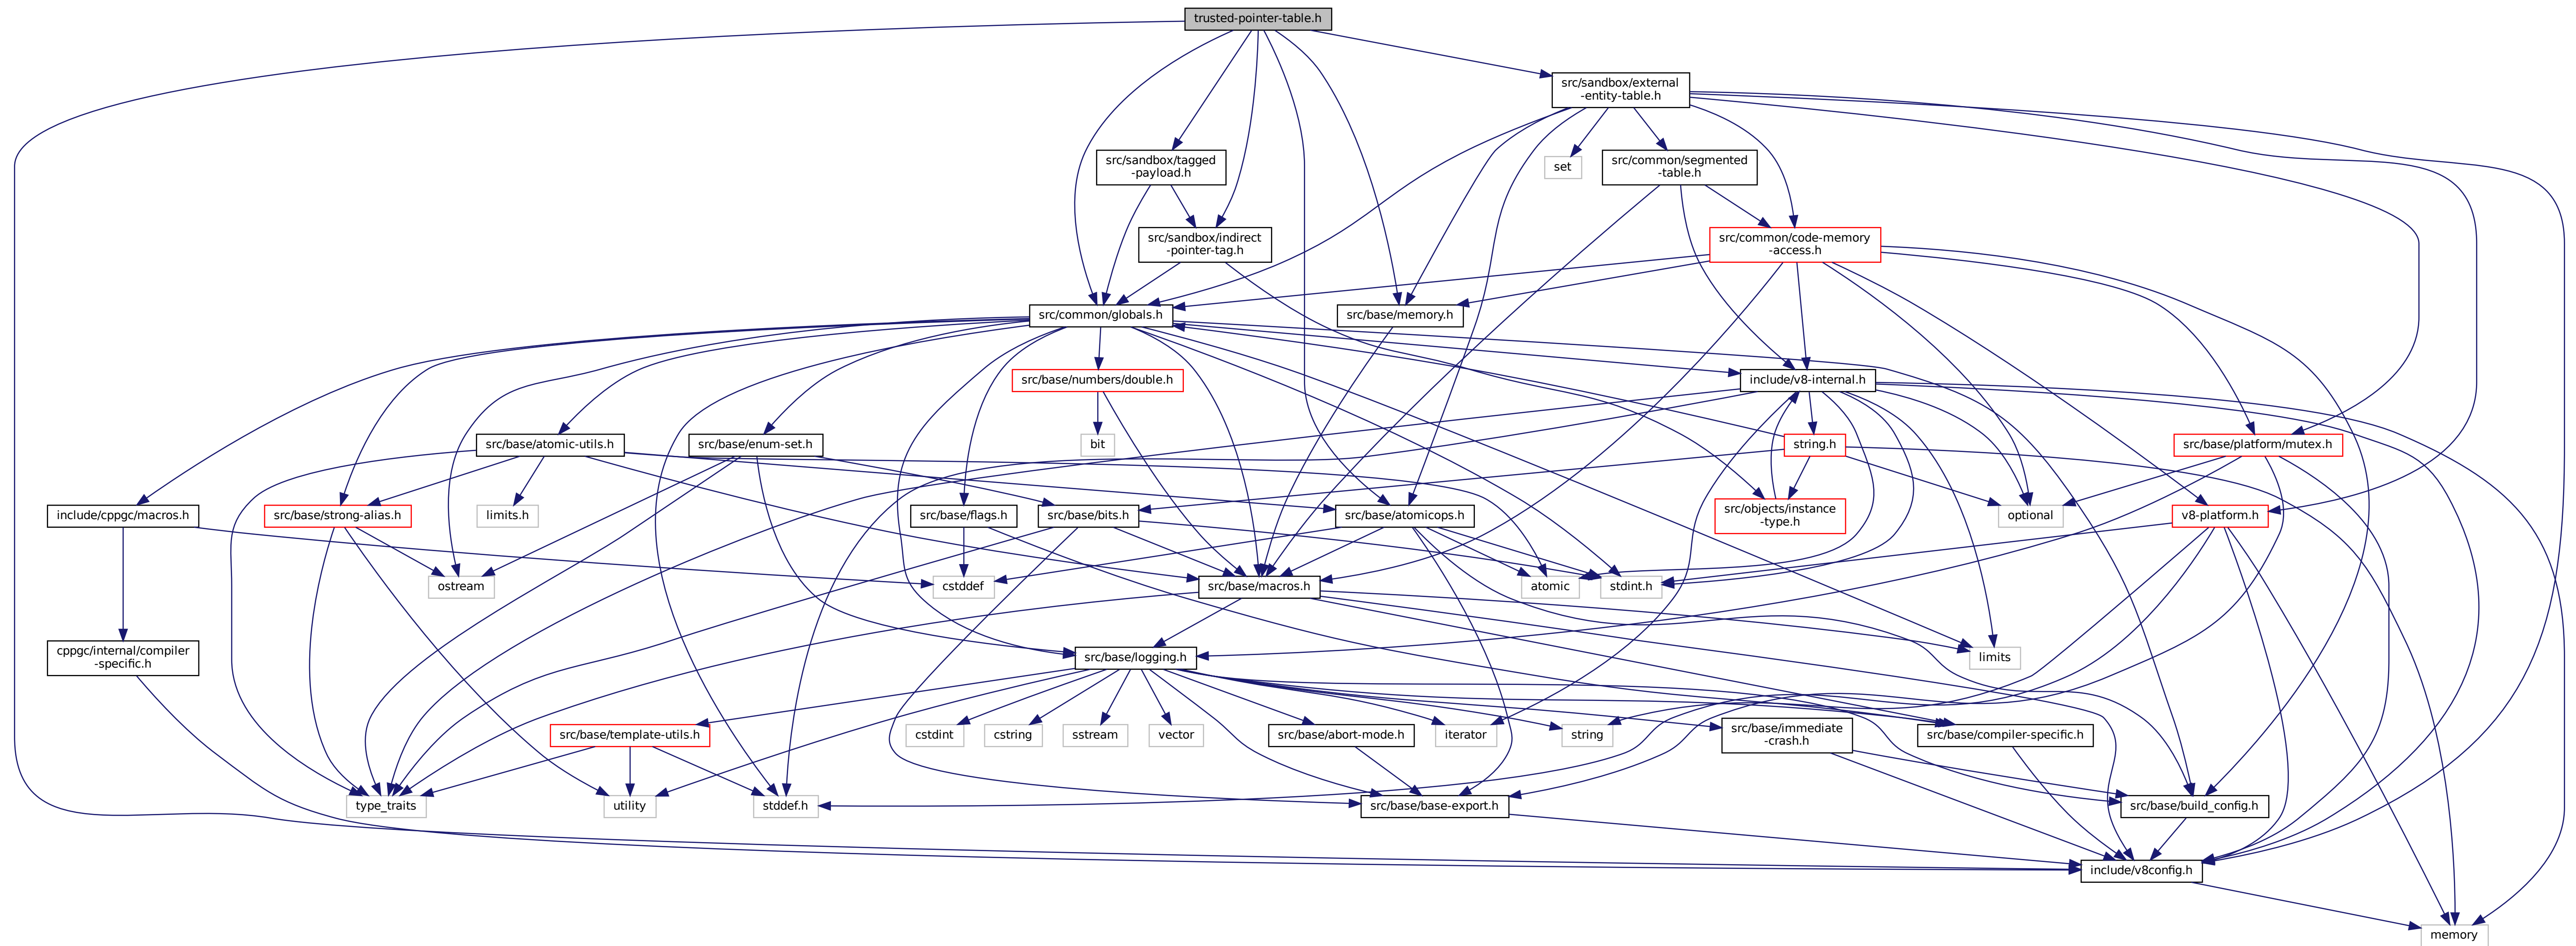 trusted-pointer-table.h
src/sandbox/external
-entity-table.h
src/sandbox/tagged
-payload.h
set
src/common/segmented
-table.h
src/sandbox/indirect
-pointer-tag.h
src/common/code-memory
-access.h
src/common/globals.h
src/base/memory.h
src/base/numbers/double.h
include/v8-internal.h
src/base/atomic-utils.h
src/base/enum-set.h
bit
string.h
src/base/platform/mutex.h
include/cppgc/macros.h
src/base/strong-alias.h
limits.h
src/base/flags.h
src/base/bits.h
src/base/atomicops.h
src/objects/instance
-type.h
optional
v8-platform.h
ostream
cstddef
src/base/macros.h
atomic
stdint.h
cppgc/internal/compiler
-specific.h
src/base/logging.h
limits
src/base/template-utils.h
cstdint
cstring
sstream
vector
src/base/abort-mode.h
iterator
string
src/base/immediate
-crash.h
src/base/compiler-specific.h
type_traits
utility
stddef.h
src/base/base-export.h
src/base/build_config.h
include/v8config.h
memory